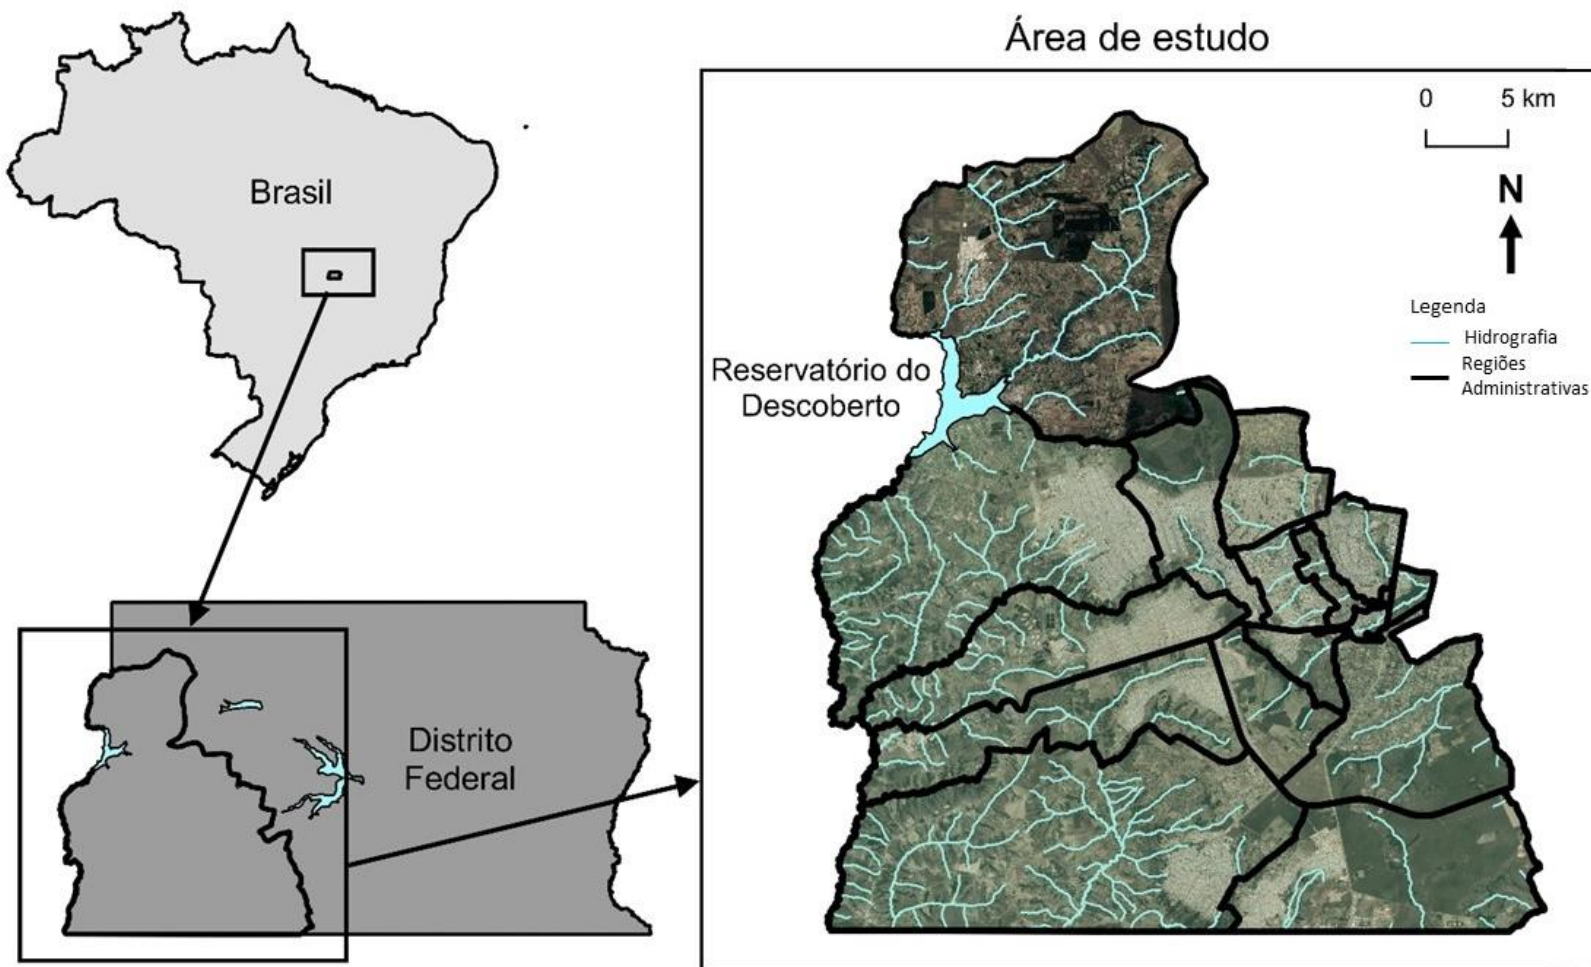 Área de estudo
Brasil
0 5 km
N
Legenda
Hidrografia
Regiões
Administrativas
Reservatório do
Descoberto
Distrito
Federal